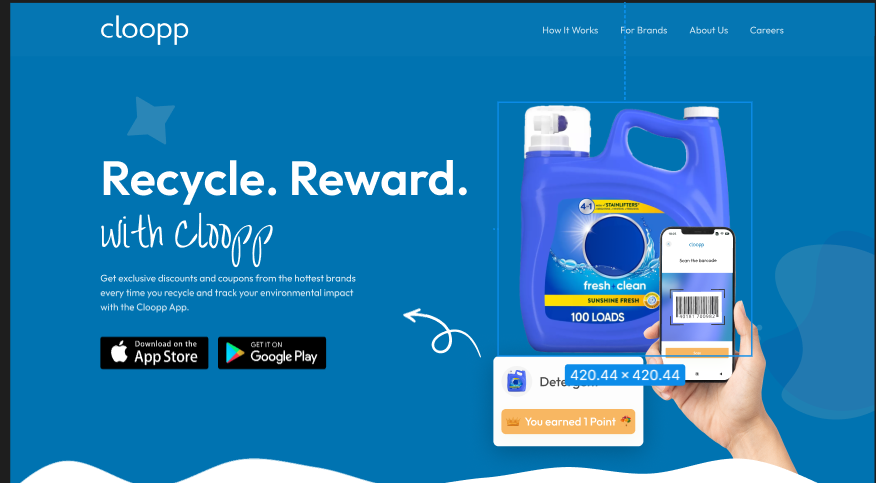 cloopp
How It Works
For Brands
About Us
Careers
Recycle. Reward.
with Cloopp
Get exclusive discounts and coupons from the hottest brands
every time you recycle and track your environmental impact
with the Cloopp App.
Download on the
App Store
GET IT ON
Google Play
4 in 1
STAINLIFTERS
fresh clean
SUNSHINE FRESH
100 LOADS
cloopp
Scan the barcode
420.44 × 420.44
You earned 1 Point